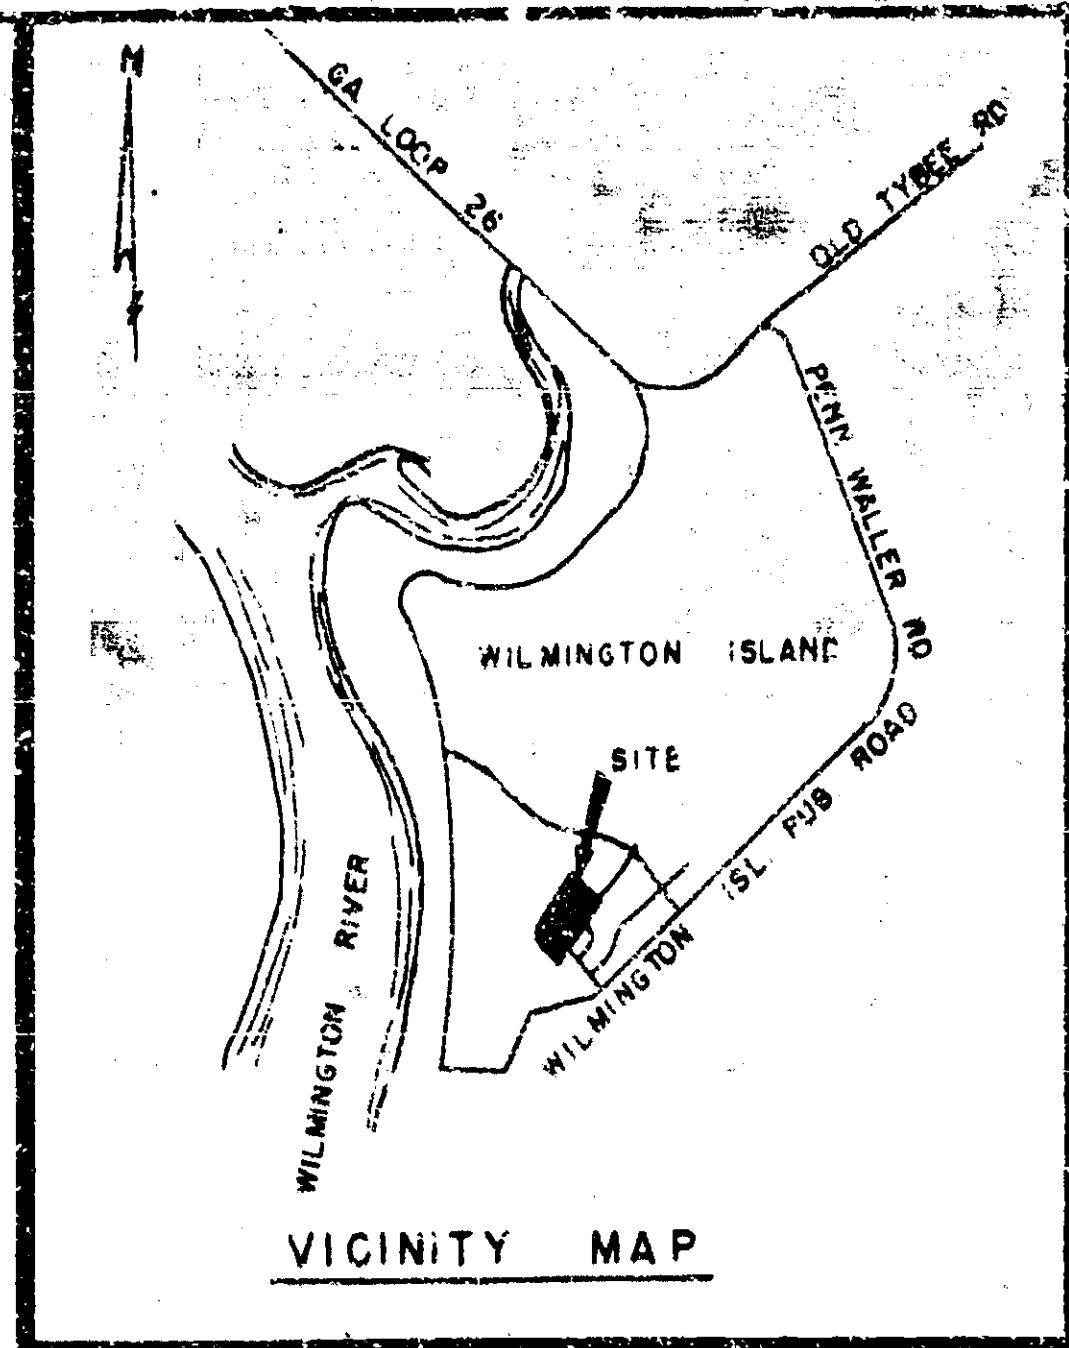 N
GA LOOP 26
OLD TYBEE RD
PENN WALLER RD
WILMINGTON ISLAND
SITE
WILMINGTON ISL. PUB ROAD
WILMINGTON RIVER
VICINITY MAP